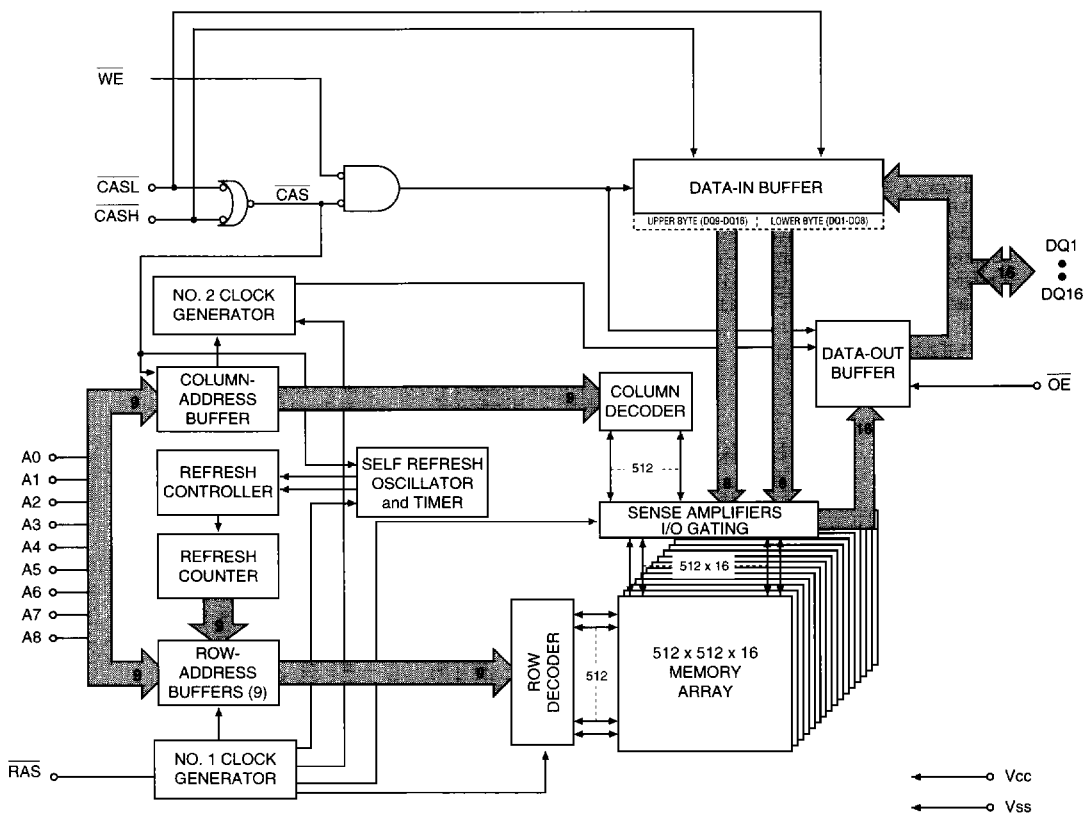 WE
CASL
CASH
CAS
DATA-IN BUFFER
UPPER BYTE (DQ9-DQ16)
LOWER BYTE (DQ1-DQ8)
DQ1
DQ16
16
NO. 2 CLOCK
GENERATOR
DATA-OUT
BUFFER
OE
COLUMN-
ADDRESS
BUFFER
9
9
COLUMN
DECODER
16
A0
A1
A2
A3
A4
A5
A6
A7
A8
REFRESH
CONTROLLER
SELF REFRESH
OSCILLATOR
and TIMER
512
8
8
SENSE AMPLIFIERS
I/O GATING
REFRESH
COUNTER
512 x 16
9
9
ROW-
ADDRESS
BUFFERS (9)
9
ROW
DECODER
512
512 x 512 x 16
MEMORY
ARRAY
RAS
NO. 1 CLOCK
GENERATOR
Vcc
Vss